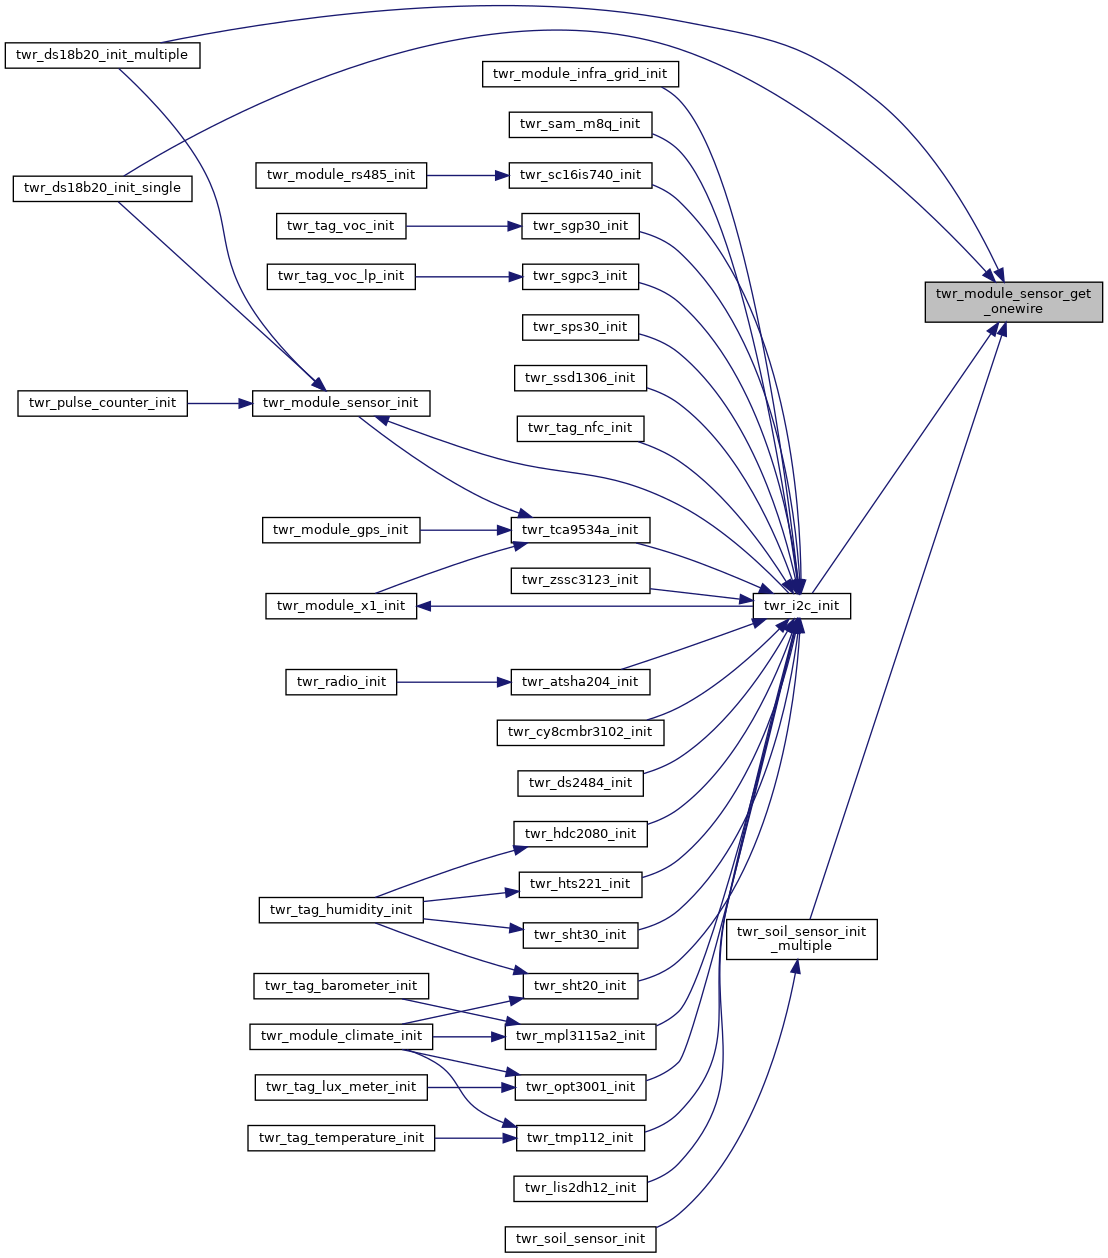 twr_ds18b20_init_multiple
twr_module_infra_grid_init
twr_sam_m8q_init
twr_module_rs485_init
twr_sc16is740_init
twr_ds18b20_init_single
twr_tag_voc_init
twr_sgp30_init
twr_tag_voc_lp_init
twr_sgpc3_init
twr_module_sensor_get
_onewire
twr_sps30_init
twr_ssd1306_init
twr_pulse_counter_init
twr_module_sensor_init
twr_tag_nfc_init
twr_module_gps_init
twr_tca9534a_init
twr_zssc3123_init
twr_module_x1_init
twr_i2c_init
twr_radio_init
twr_atsha204_init
twr_cy8cmbr3102_init
twr_ds2484_init
twr_hdc2080_init
twr_hts221_init
twr_tag_humidity_init
twr_sht30_init
twr_soil_sensor_init
_multiple
twr_tag_barometer_init
twr_sht20_init
twr_module_climate_init
twr_mpl3115a2_init
twr_tag_lux_meter_init
twr_opt3001_init
twr_tag_temperature_init
twr_tmp112_init
twr_lis2dh12_init
twr_soil_sensor_init